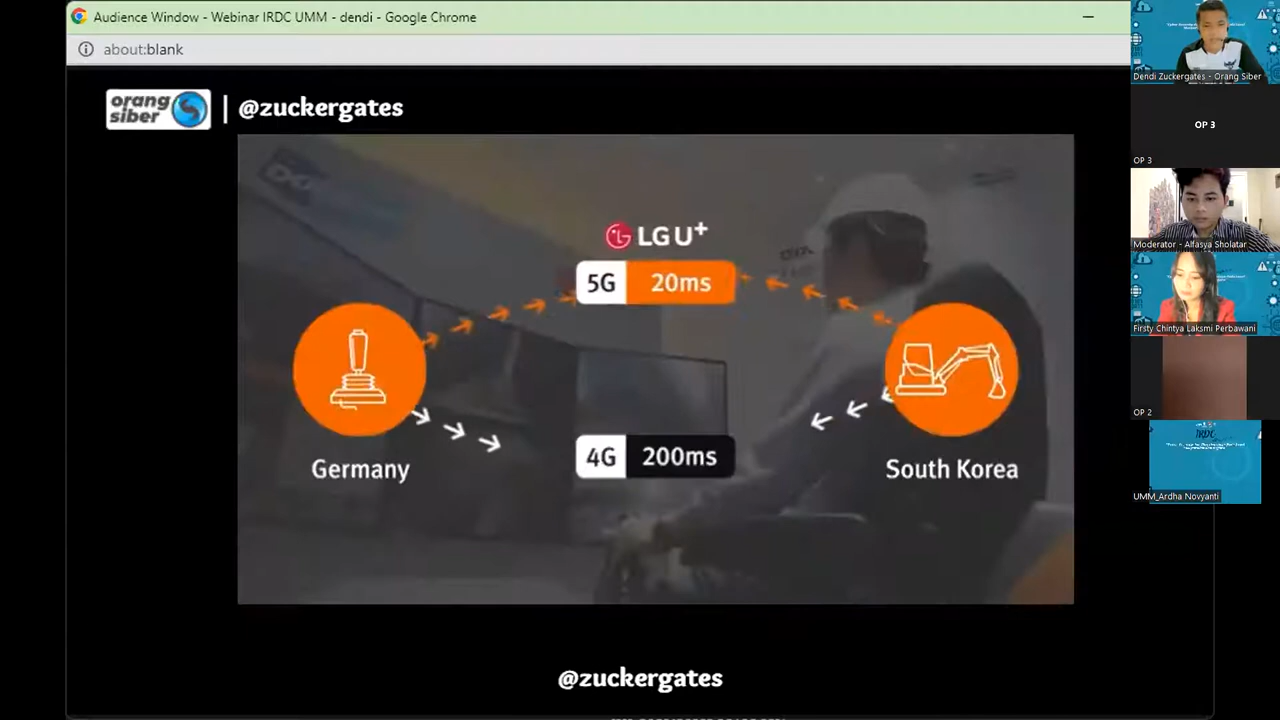 Audience Window - Webinar IRDC UMM - dendi - Google Chrome
about:blank
orang siber
@zuckergates
LG U+
5G 20ms
4G 200ms
Germany
South Korea
@zuckergates
Dendi Zuckergates - Orang Siber
OP 3
OP 3
Moderator - Alfasya Sholatar
Firsty Chintya Laksmi Perbawani
OP 2
IRDC
UMM_Ardha Novyanti